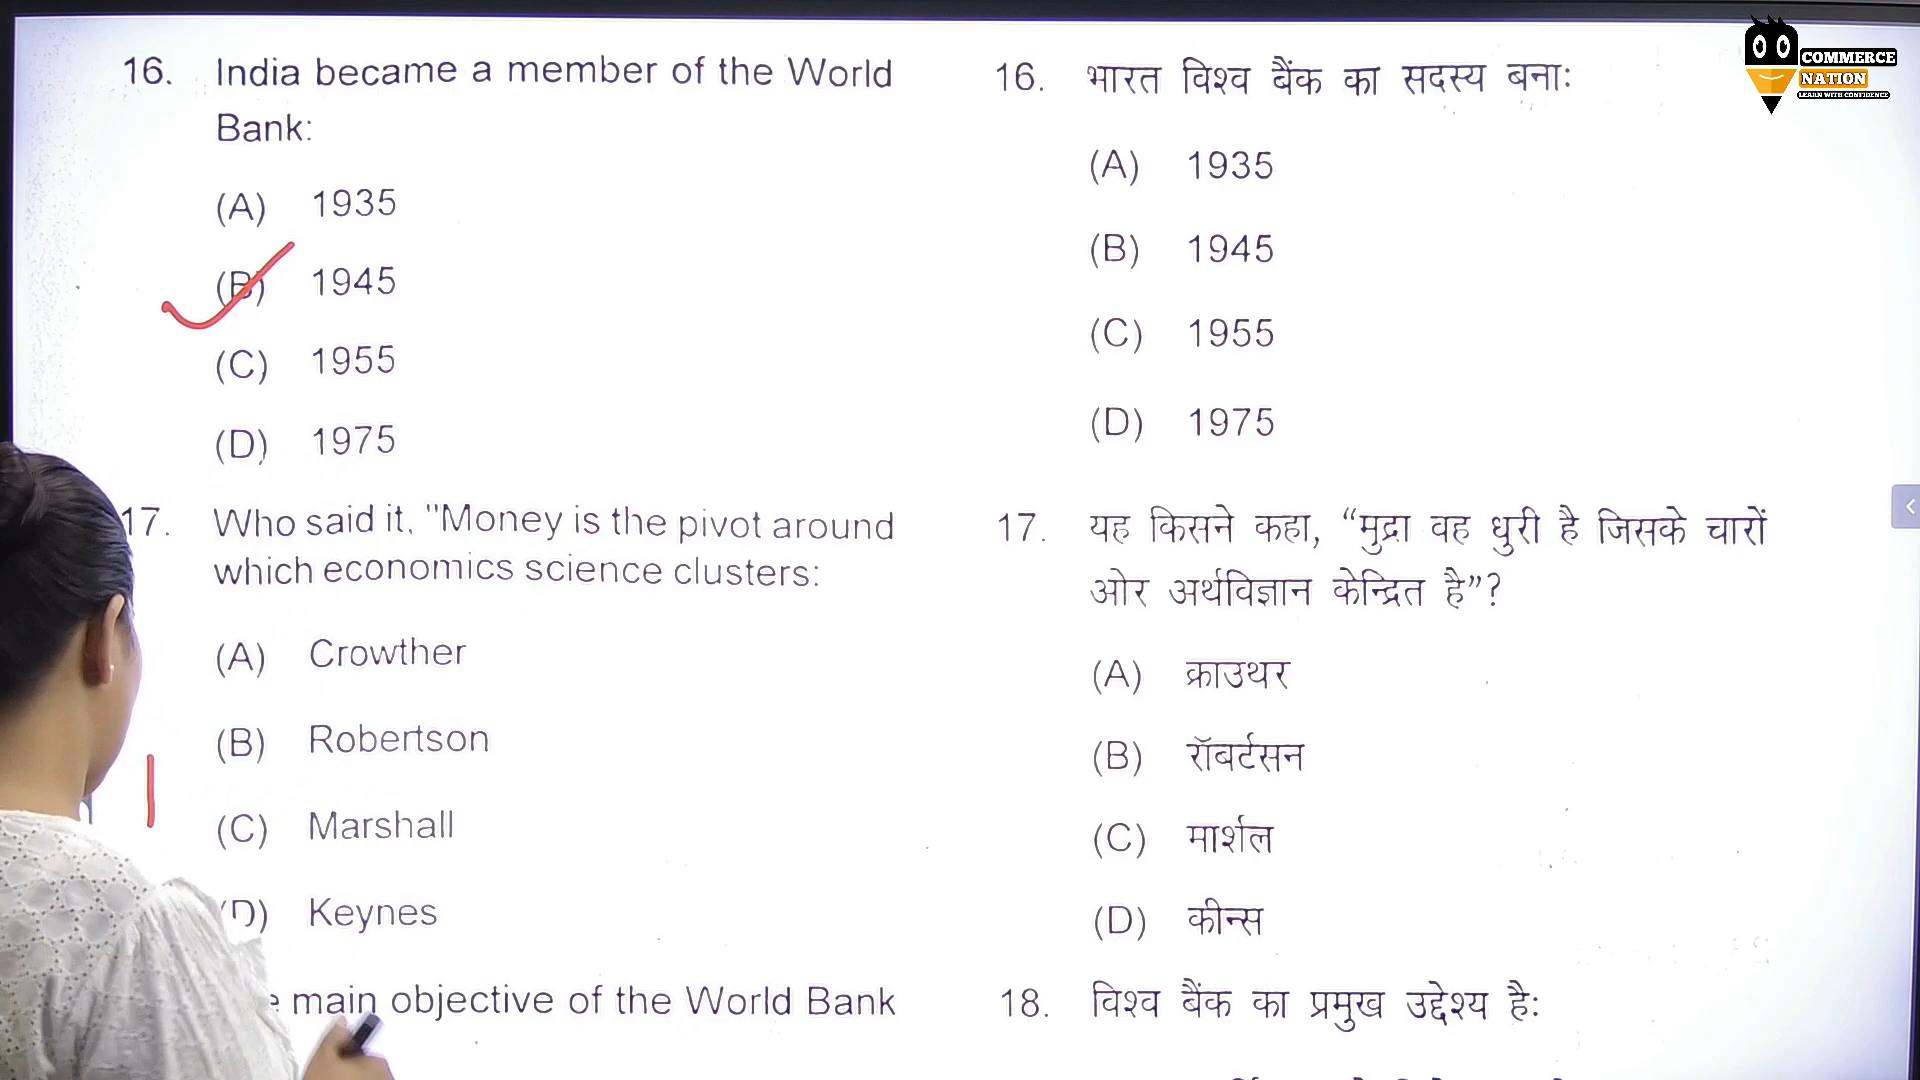 16. India became a member of the World
Bank:
(A) 1935
(B) 1945
(C) 1955
(D) 1975
17. Who said it, "Money is the pivot around
which economics science clusters:
(A) Crowther
(B) Robertson
(C) Marshall
(D) Keynes
main objective of the World Bank
16. भारत विश्व बैंक का सदस्य बनाः
(A) 1935
(B) 1945
(C) 1955
(D) 1975
17. यह किसने कहा, “मुद्रा वह धुरी है जिसके चारों
ओर अर्थविज्ञान केन्द्रित है”?
(A) क्राउथर
(B) रॉबर्टसन
(C) मार्शल
(D) कीन्स
18. विश्व बैंक का प्रमुख उद्देश्य हैः
COMMERCE
NATION
LEARN WITH CONFIDENCE